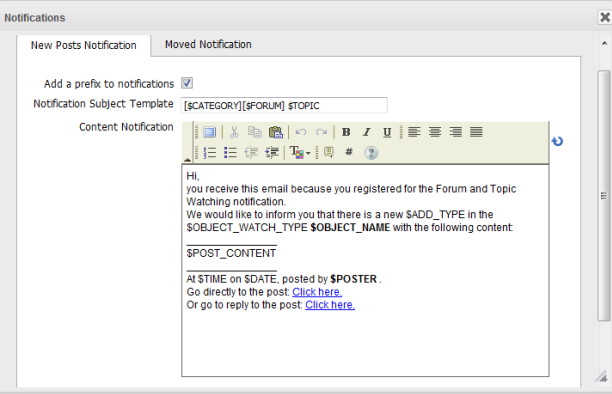 Notifications
New Posts Notification Moved Notification
Add a prefix to notifications
Notification Subject Template [$CATEGORY][$FORUM] $TOPIC
Content Notification
B I U
T #
Hi,
you receive this email because you registered for the Forum and Topic
Watching notification.
We would like to inform you that there is a new $ADD_TYPE in the
$OBJECT_WATCH_TYPE $OBJECT_NAME with the following content:
$POST_CONTENT
At $TIME on $DATE, posted by $POSTER .
Go directly to the post: Click here.
Or go to reply to the post: Click here.